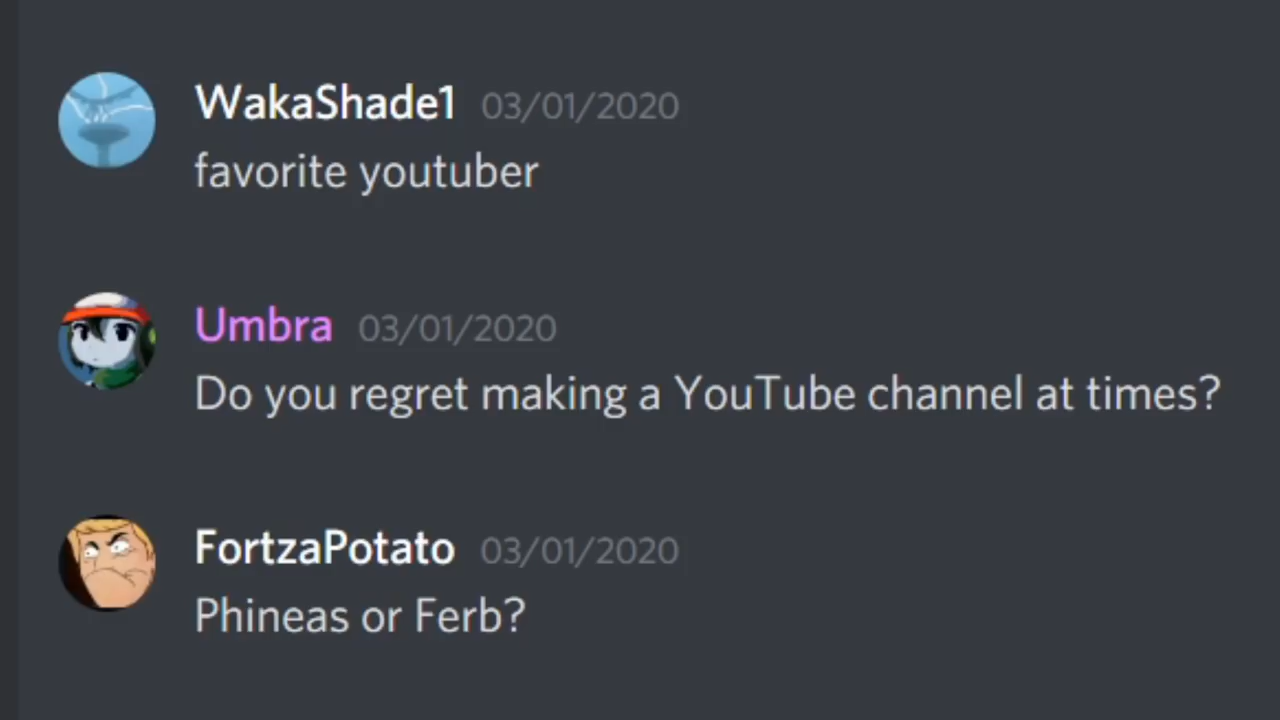 WakaShade1 03/01/2020
favorite youtuber
Umbra 03/01/2020
Do you regret making a YouTube channel at times?
FortzaPotato 03/01/2020
Phineas or Ferb?